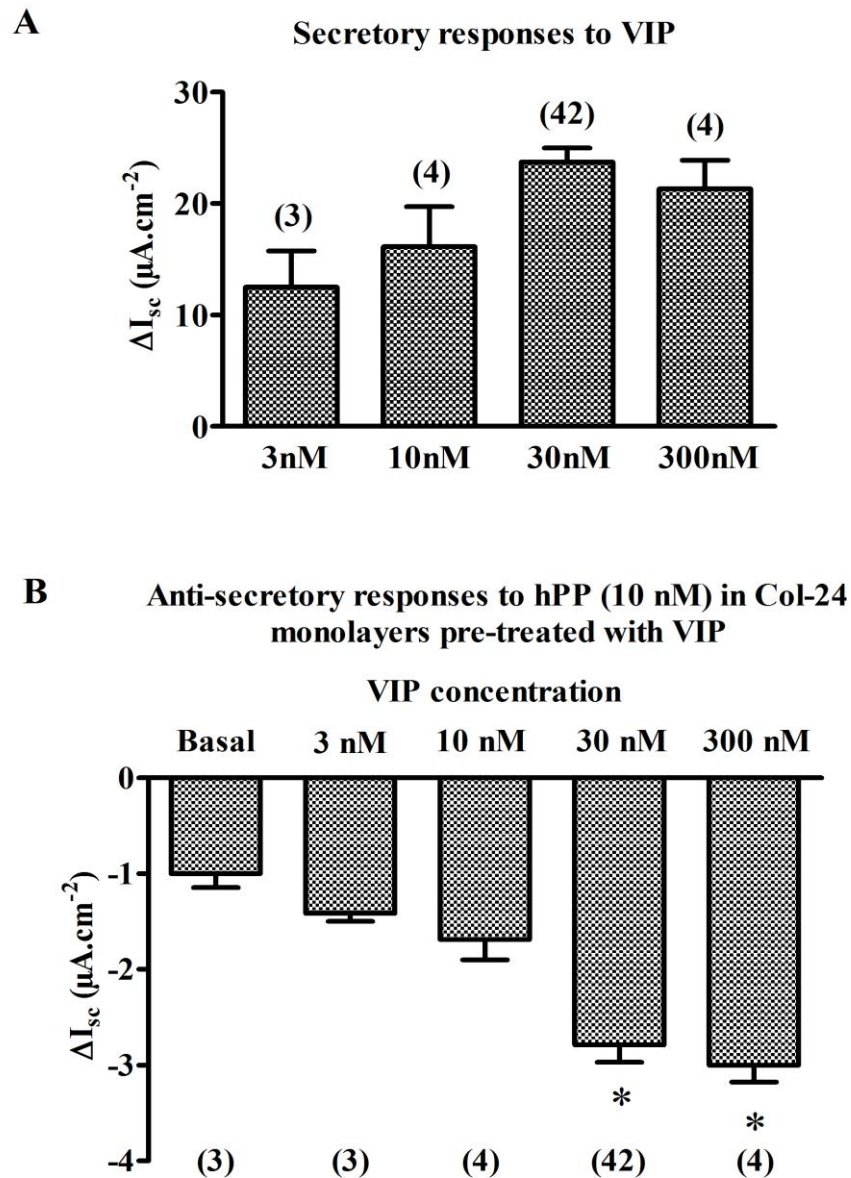 A
Secretory responses to VIP
ΔIsc (μA.cm-2)
30
20
10
0
(3)
(4)
(42)
(4)
3nM 10nM 30nM 300nM
B
Anti-secretory responses to hPP (10 nM) in Col-24
monolayers pre-treated with VIP
VIP concentration
Basal 3 nM 10 nM 30 nM 300 nM
ΔIsc (μA.cm-2)
0
-1
-2
-3
-4
* *
(3) (3) (4) (42) (4)